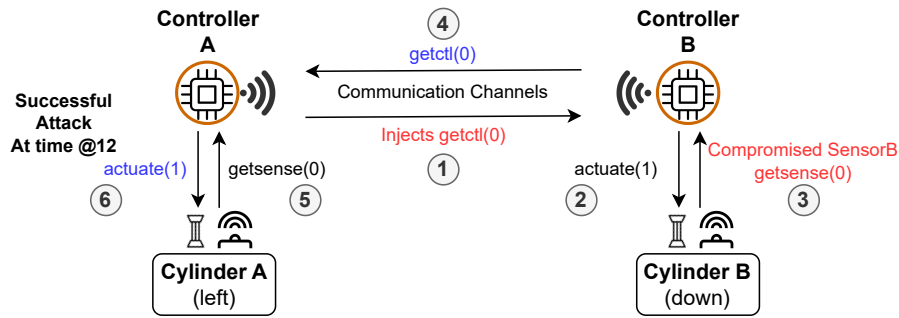 Controller
A
4
Controller
B
getctl(0)
Communication Channels
Successful
Attack
At time @12
Injects getctl(0)
1
actuate(1)
6
getsense(0)
5
actuate(1)
2
Compromised SensorB
getsense(0)
3
Cylinder A
(left)
Cylinder B
(down)